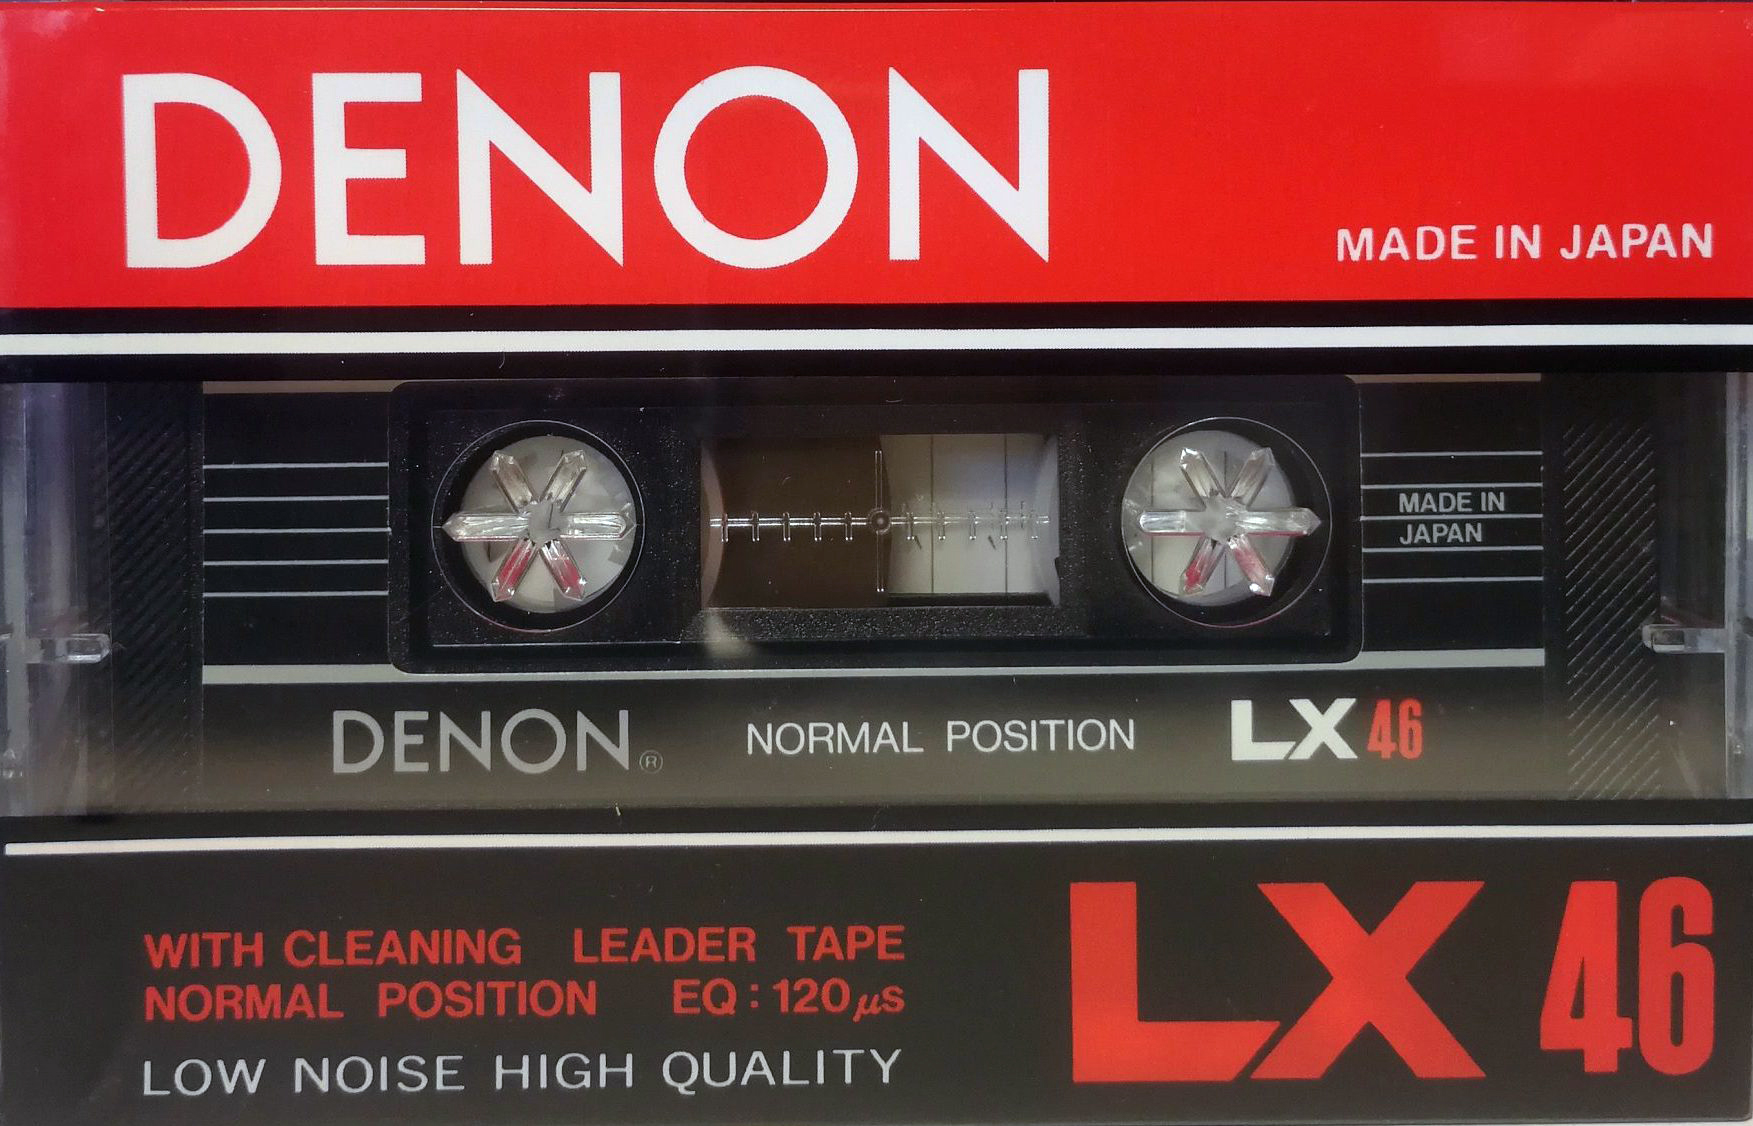 DENON
MADE IN JAPAN
MADE IN
JAPAN
DENON®
NORMAL POSITION
LX 46
WITH CLEANING LEADER TAPE
NORMAL POSITION EQ : 120μs
LOW NOISE HIGH QUALITY
LX 46